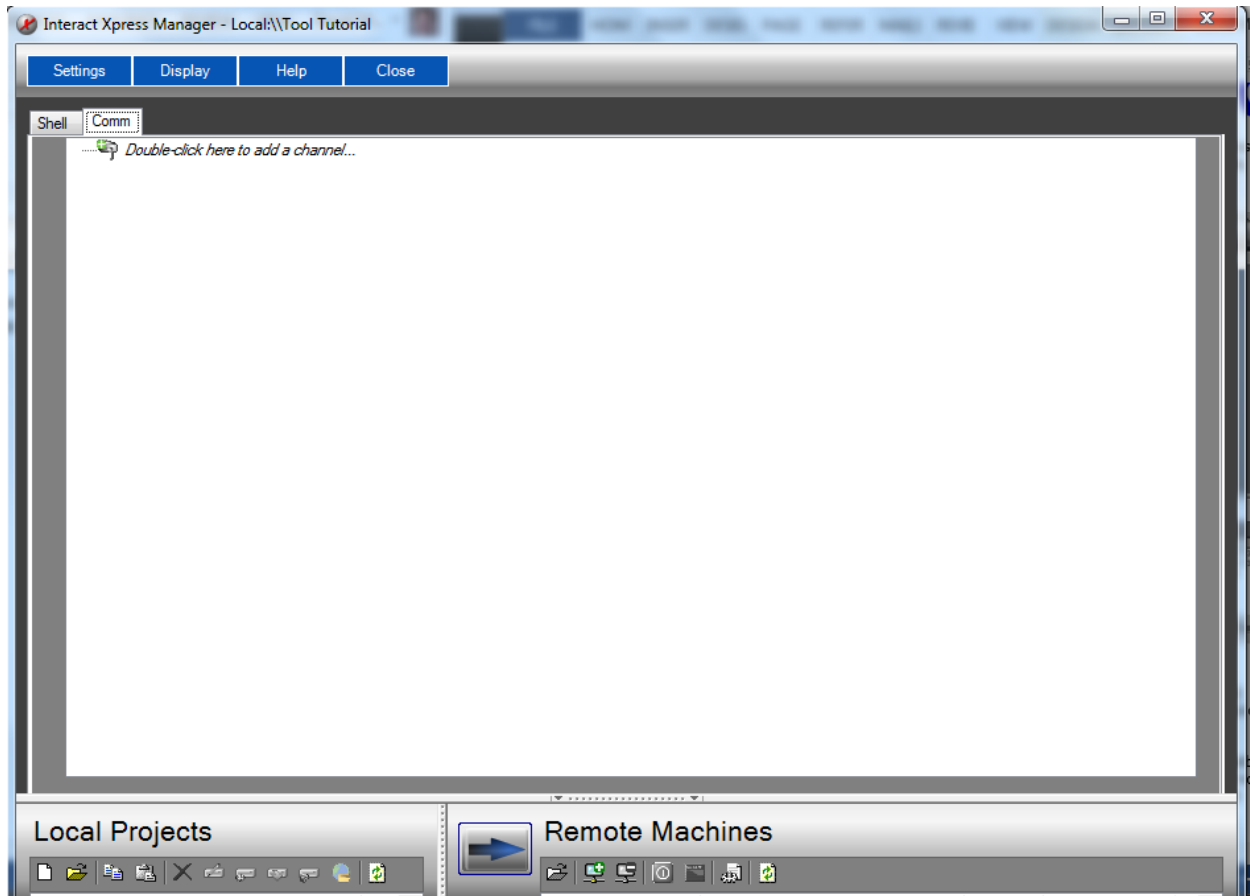 Interact Xpress Manager - Local:\\Tool Tutorial
Settings Display Help Close
Shell Comm
Double-click here to add a channel...
Local Projects
Remote Machines